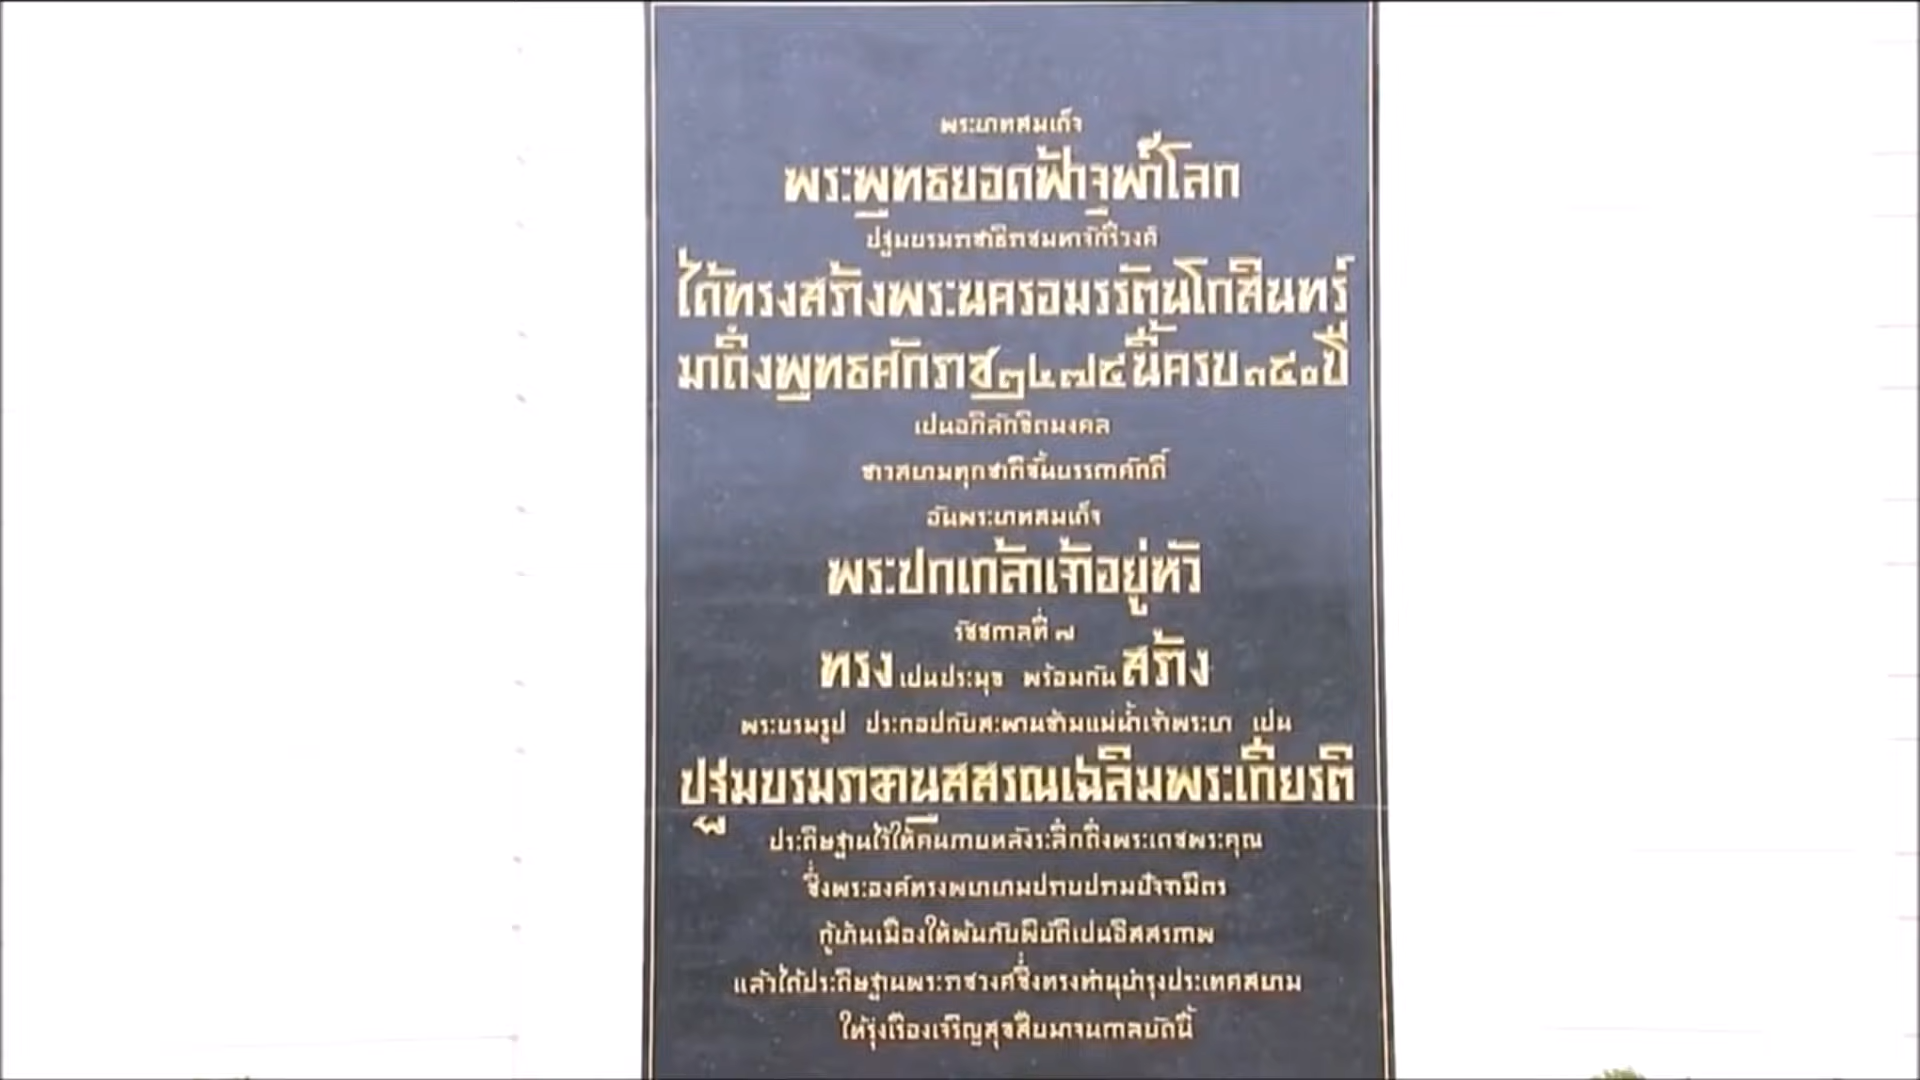 พระบาทสมเด็จ
พระพุทธยอดฟ้าจุฬาโลก
ปฐมบรมราชาธิราชมหาจักรีวงศ์
ได้ทรงสร้างพระนครอมรรัตนโกสินทร์
มาถึงพุทธศักราช๒๔๗๔นี้ครบ๑๕๐ปี
เปนอภิลักขิตมงคล
ชาวสยามทุกชาติชั้นบรรดาศักดิ์
อันพระบาทสมเด็จ
พระปกเกล้าเจ้าอยู่หัว
รัชชกาลที่ ๗
ทรงเปนประมุข พร้อมกันสร้าง
พระบรมรูป ประกอปกับสะพานข้ามแม่น้ำเจ้าพระยา เปน
ปฐมบรมราชานุสสรณเฉลิมพระเกียรติ
ประดิษฐานไว้ให้คนภายหลังระลึกถึงพระเดชพระคุณ
ซึ่งพระองค์ทรงพยายามปราบปรามปัจจามิตร
กู้บ้านเมืองให้พ้นภัยพิบัติเปนอิสสรภาพ
แล้วได้ประดิษฐานพระราชวงศ์ซึ่งทรงทำนุบำรุงประเทศสยาม
ให้รุ่งเรืองเจริญสุขสืบมาจนกาลบัดนี้